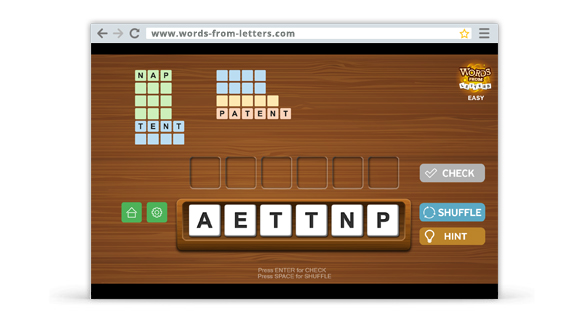 www.words-from-letters.com
NAP
TENT
PATENT
WORDS
FROM
LETTERS
EASY
CHECK
AETTNP
SHUFFLE
HINT
Press ENTER for CHECK
Press SPACE for SHUFFLE